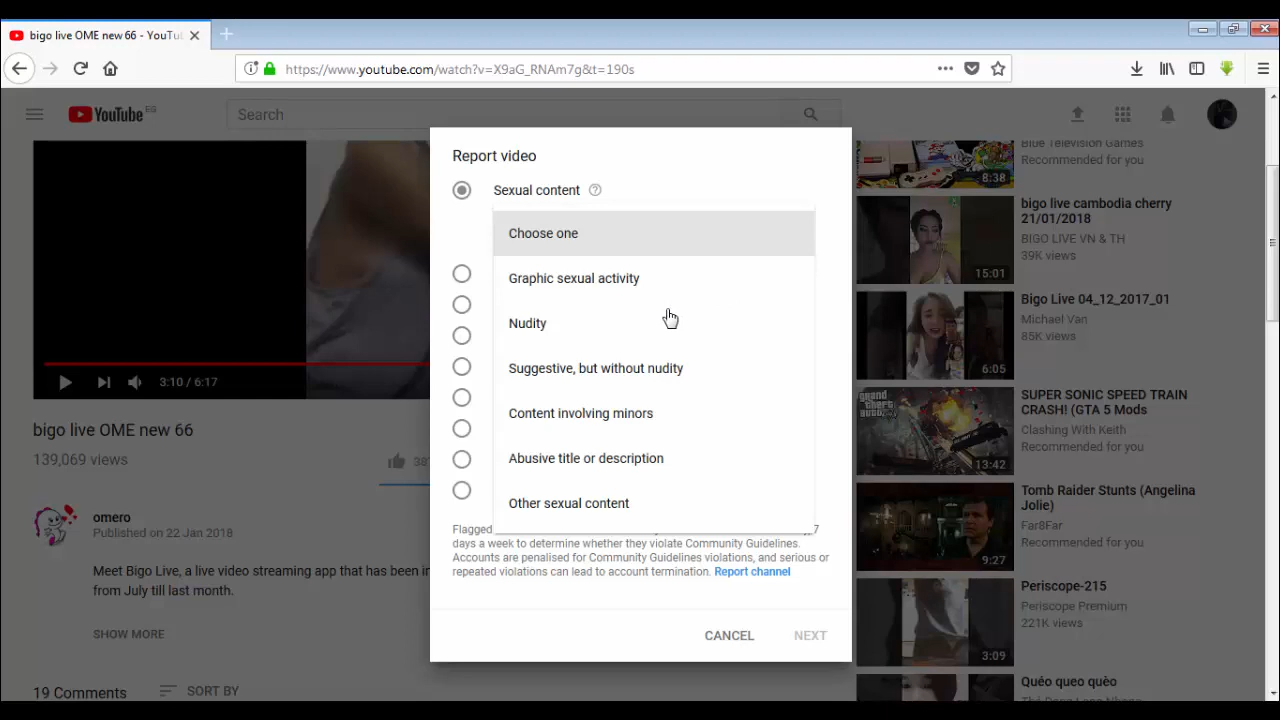 bigo live OME new 66 - YouTu
https://www.youtube.com/watch?v=X9aG_RNAm7g&t=190s
YouTube EG
Search
Report video
Sexual content
Choose one
Graphic sexual activity
Nudity
Suggestive, but without nudity
Content involving minors
Abusive title or description
Other sexual content
Flagged
7
days a week to determine whether they violate Community Guidelines.
Accounts are penalised for Community Guidelines violations, and serious or
repeated violations can lead to account termination. Report channel
CANCEL
NEXT
3:10 / 6:17
bigo live OME new 66
139,069 views
38
omero
Published on 22 Jan 2018
Meet Bigo Live, a live video streaming app that has been in
from July till last month.
SHOW MORE
19 Comments
SORT BY
Blue Television Games
Recommended for you
8:38
bigo live cambodia cherry
21/01/2018
BIGO LIVE VN & TH
39K views
15:01
Bigo Live 04_12_2017_01
Michael Van
85K views
6:05
SUPER SONIC SPEED TRAIN
CRASH! (GTA 5 Mods
Clashing With Keith
Recommended for you
13:42
Tomb Raider Stunts (Angelina
Jolie)
Far8Far
Recommended for you
9:27
Periscope-215
Periscope Premium
221K views
3:09
Quéo queo quèo